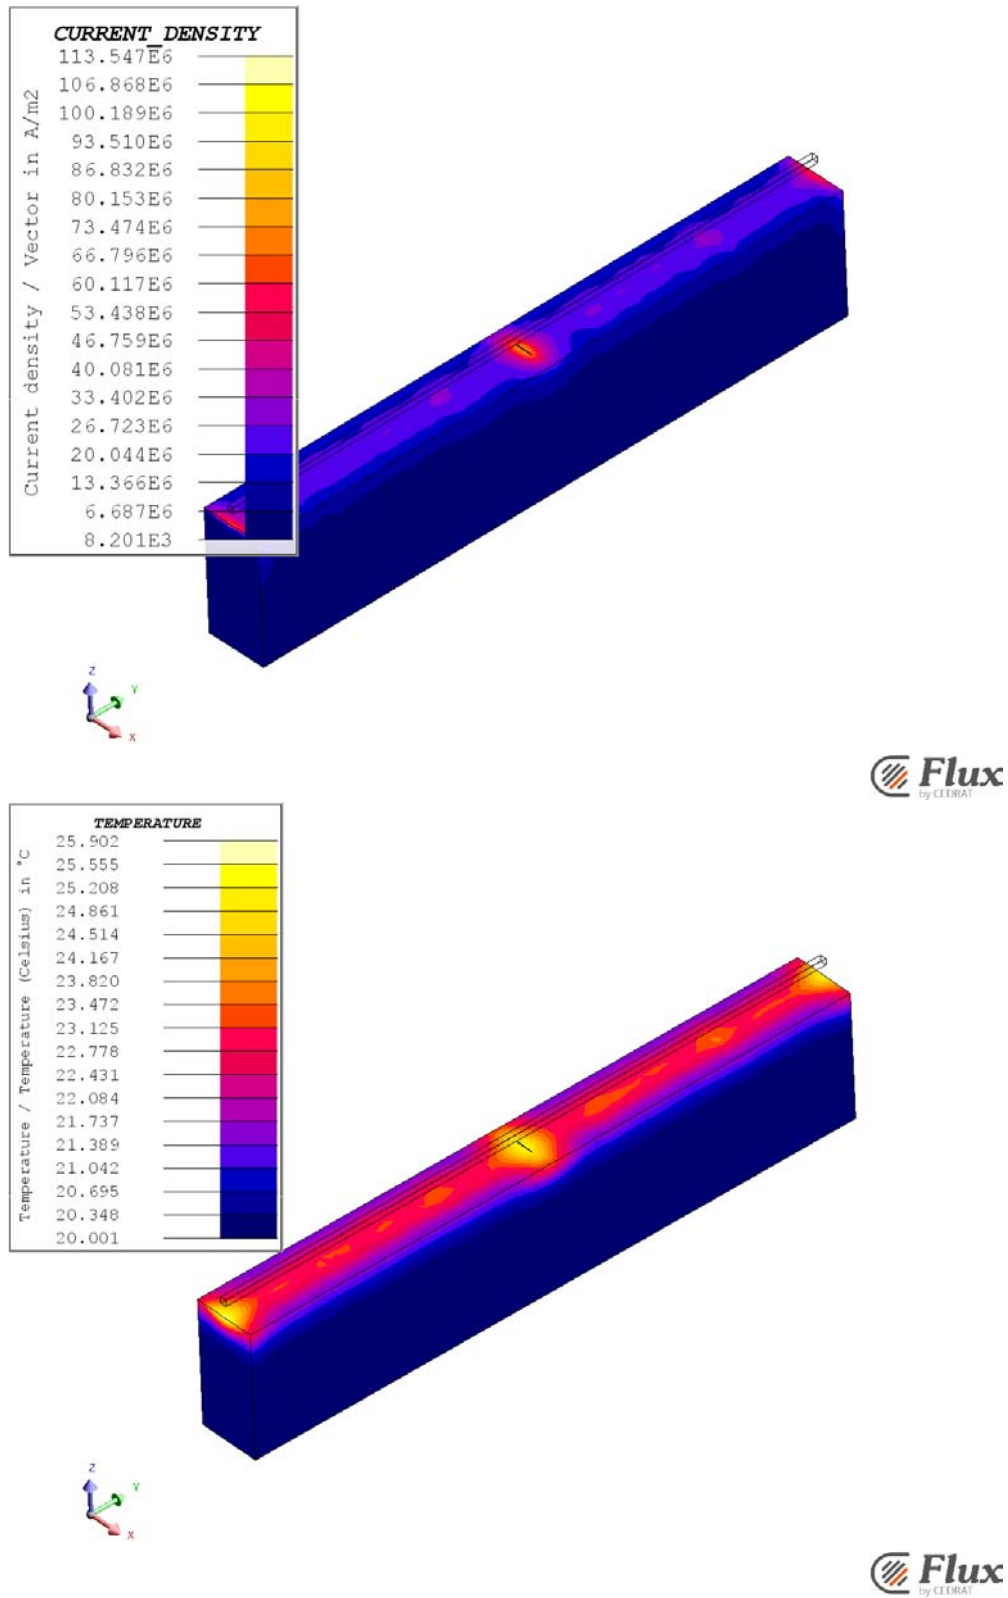 CURRENT_DENSITY
Current density / Vector in A/m2
113.547E6
106.868E6
100.189E6
93.510E6
86.832E6
80.153E6
73.474E6
66.796E6
60.117E6
53.438E6
46.759E6
40.081E6
33.402E6
26.723E6
20.044E6
13.366E6
6.687E6
8.201E3
Z
Y
X
Flux
by CEDRAT
TEMPERATURE
Temperature / Temperature (Celsius) in °C
25.902
25.555
25.208
24.861
24.514
24.167
23.820
23.472
23.125
22.778
22.431
22.084
21.737
21.389
21.042
20.695
20.348
20.001
Z
Y
X
Flux
by CEDRAT